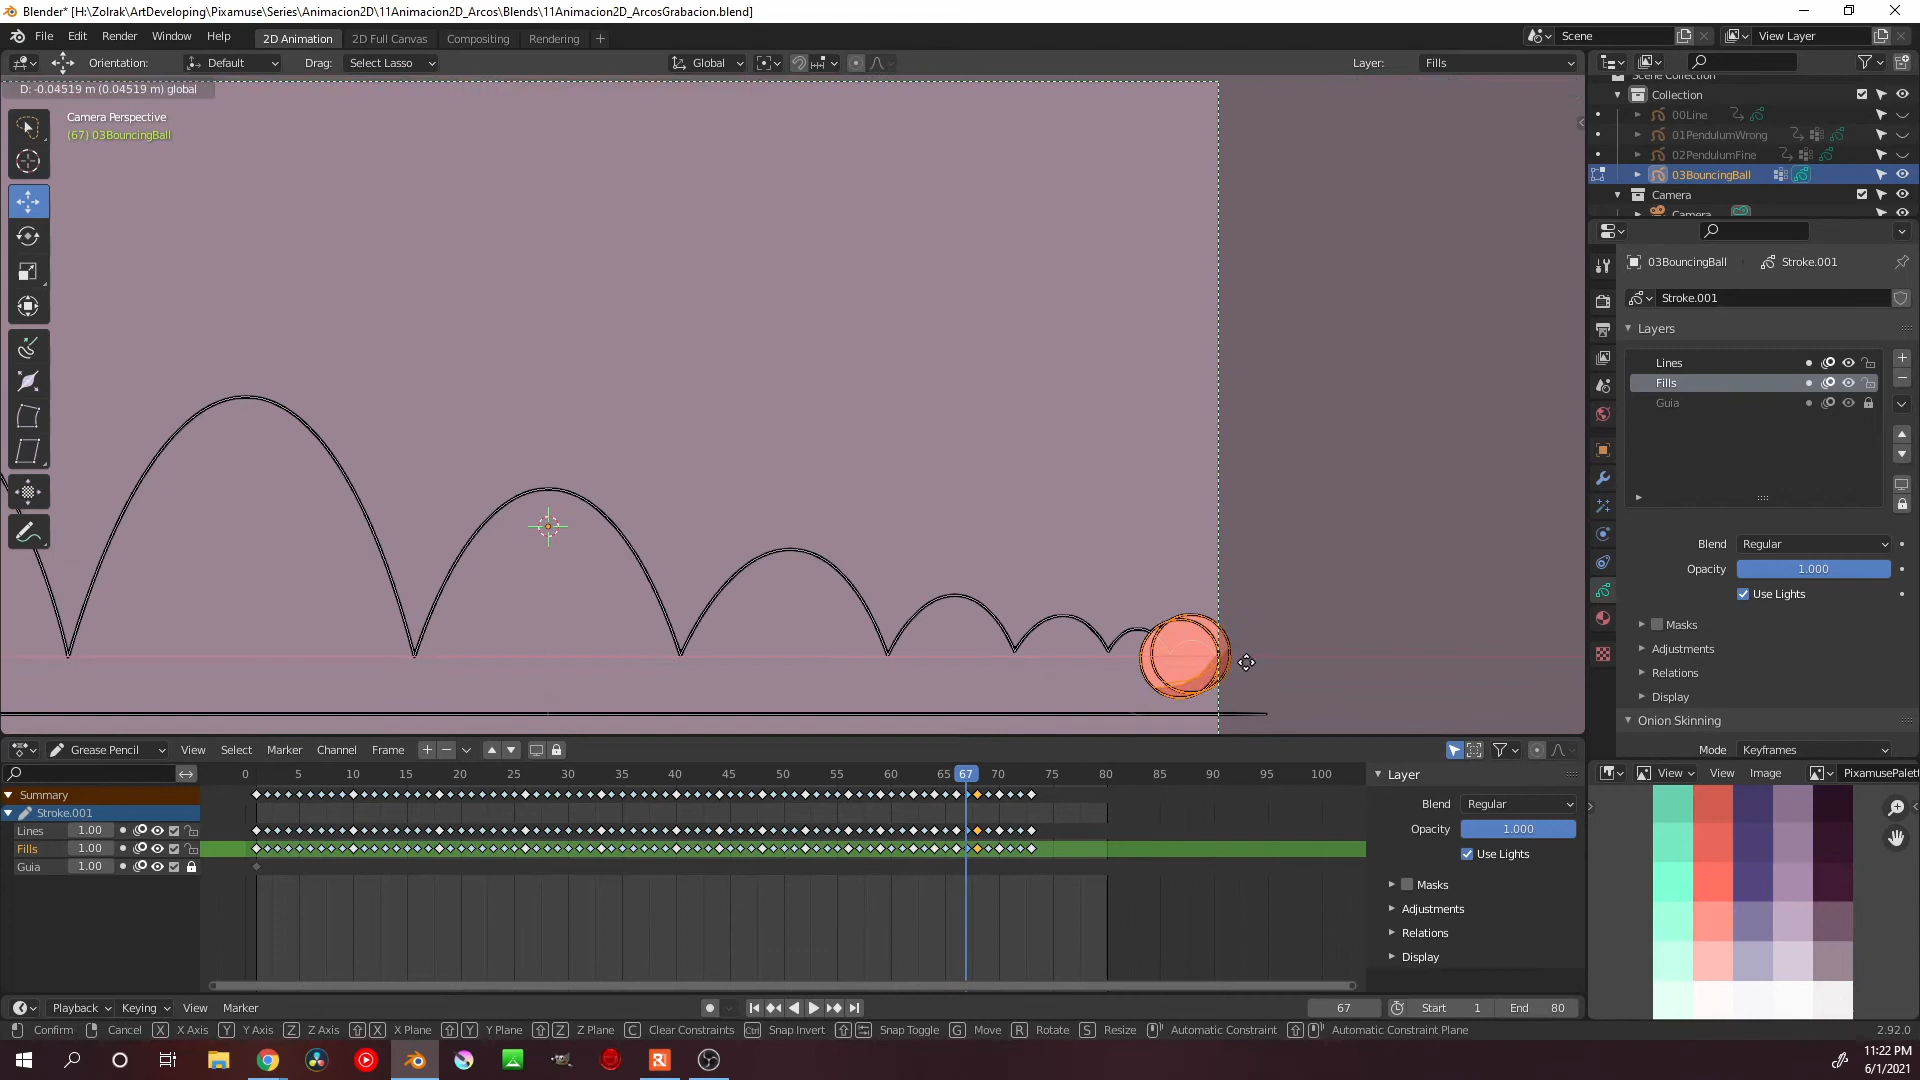 Blender* [H:\Zolrak\ArtDeveloping\Pixamuse\Series\Animacion2D\11Animacion2D_Arcos\Blends\11Animacion2D_ArcosGrabacion.blend]
File Edit Render Window Help 2D Animation 2D Full Canvas Compositing Rendering + Scene View Layer
Orientation: Default Drag: Select Lasso Global Layer: Fills
D: -0.04519 m (0.04519 m) global
Camera Perspective
(67) 03BouncingBall
Scene Collection
Collection
00Line
01PendulumWrong
02PendulumFine
03BouncingBall
Camera
Camera
03BouncingBall Stroke.001
Stroke.001
Layers
Lines
Fills
Guia
Blend Regular
Opacity 1.000
Use Lights
Masks
Adjustments
Relations
Display
Onion Skinning
Mode Keyframes
Grease Pencil View Select Marker Channel Frame
0 5 10 15 20 25 30 35 40 45 50 55 60 65 67 70 75 80 85 90 95 100
Summary
Stroke.001
Lines 1.00
Fills 1.00
Guia 1.00
Layer
Blend Regular
Opacity 1.000
Use Lights
Masks
Adjustments
Relations
Display
View View Image PixamusePalett
Playback Keying View Marker 67 Start 1 End 80
Confirm Cancel X X Axis Y Y Axis Z Z Axis X X Plane Y Y Plane Z Z Plane C Clear Constraints Ctrl Snap Invert Snap Toggle G Move R Rotate S Resize Automatic Constraint Automatic Constraint Plane 2.92.0
11:22 PM
6/1/2021